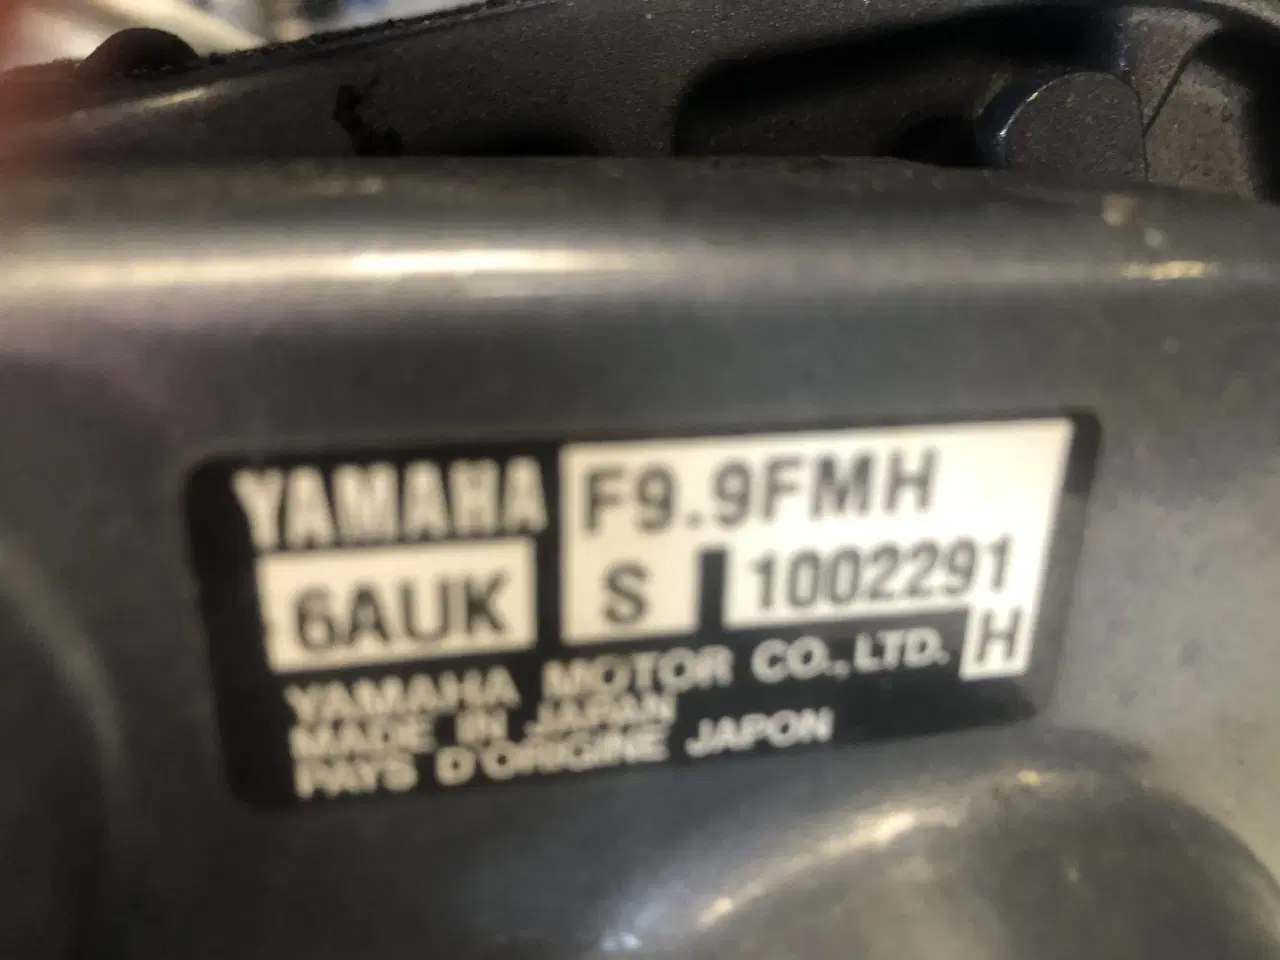 YAMAHA F9.9FMH
6AUK S 1002291
YAMAHA MOTOR CO., LTD. H
MADE IN JAPAN
PAYS D'ORIGINE JAPON